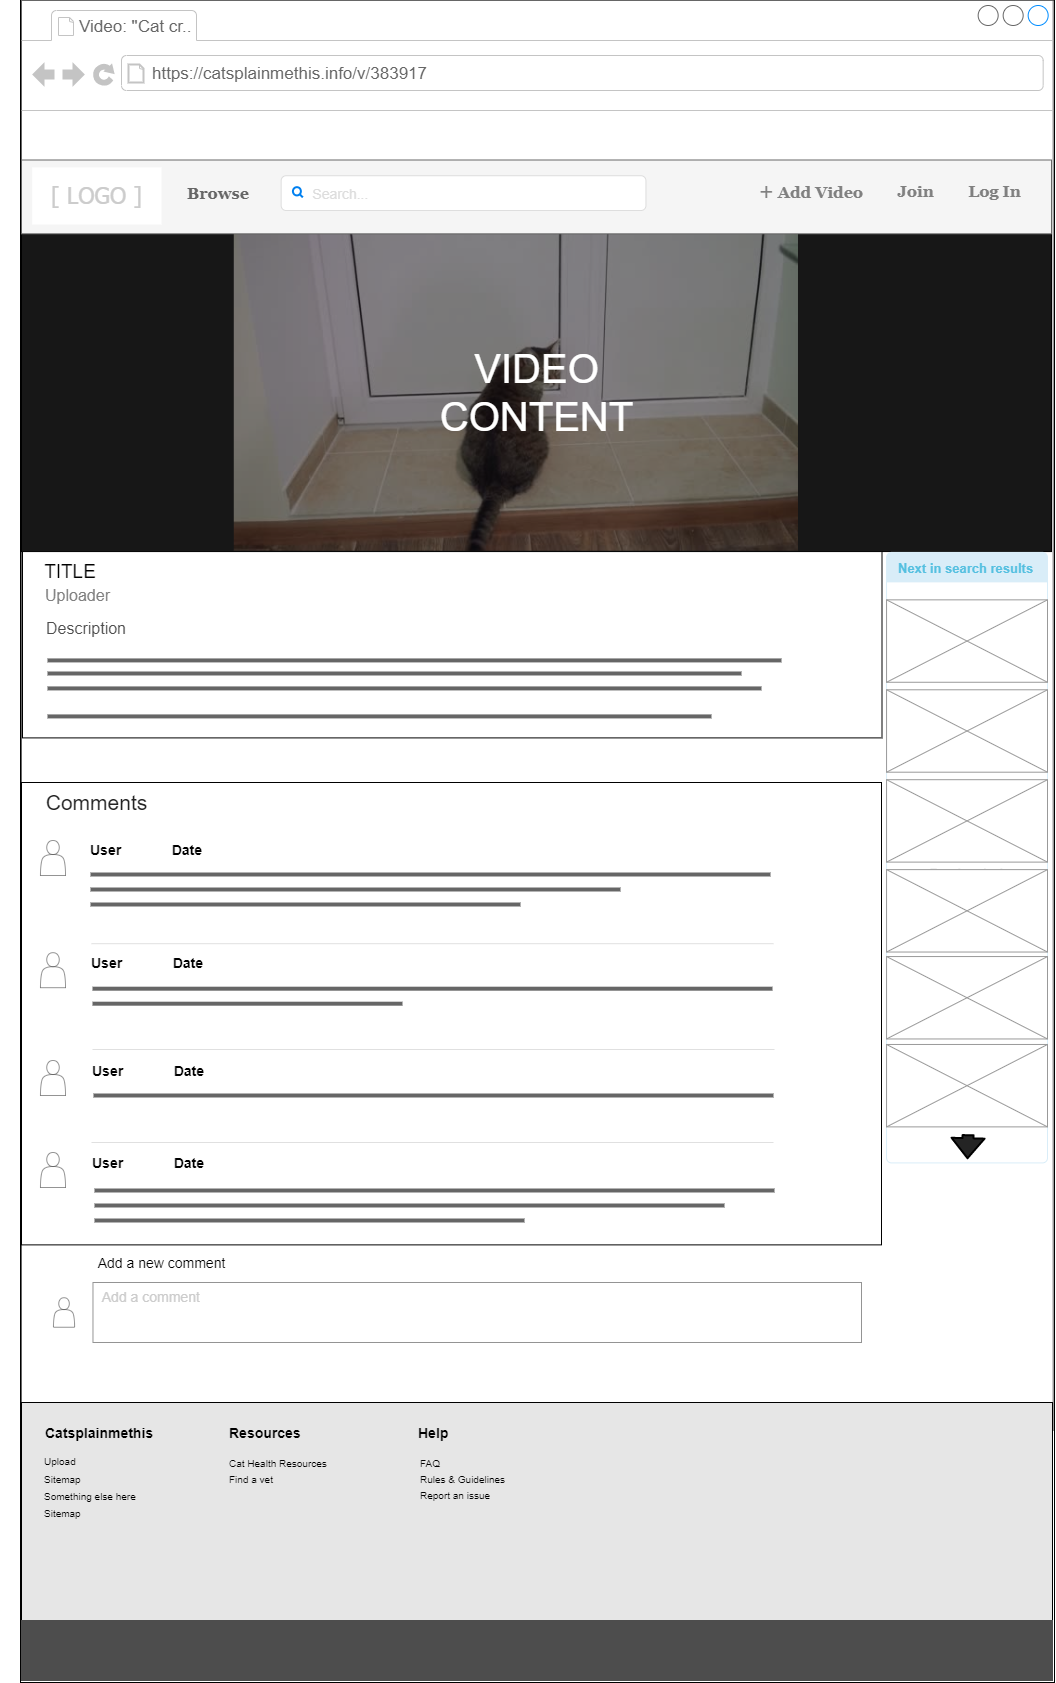 Video: "Cat cr..
https://catsplainmethis.info/v/383917
[ LOGO ]
Browse
Search...
+ Add Video
Join
Log In
VIDEO
CONTENT
TITLE
Uploader
Description
Next in search results
Comments
User Date
User Date
User Date
User Date
Add a new comment
Add a comment
Catsplainmethis
Upload
Sitemap
Something else here
Sitemap
Resources
Cat Health Resources
Find a vet
Help
FAQ
Rules & Guidelines
Report an issue